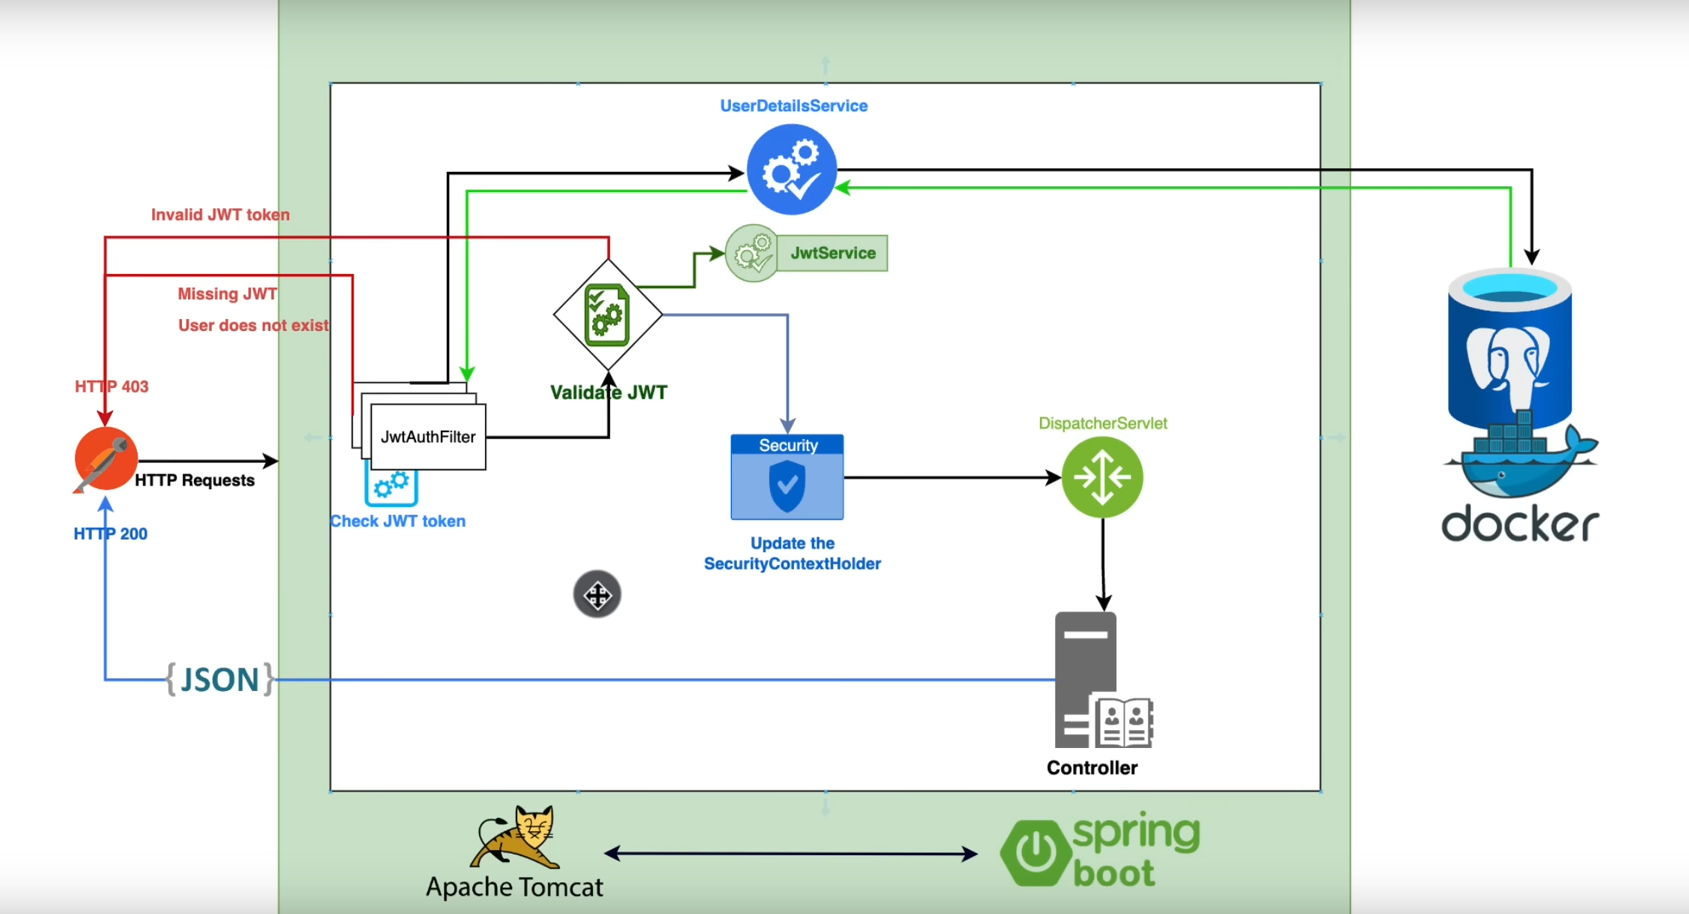 UserDetailsService
Invalid JWT token
JwtService
Missing JWT
User does not exist
HTTP 403
Validate JWT
JwtAuthFilter
DispatcherServlet
Security
HTTP Requests
Check JWT token
HTTP 200
Update the
SecurityContextHolder
docker
{JSON}
Controller
Apache Tomcat
spring
boot